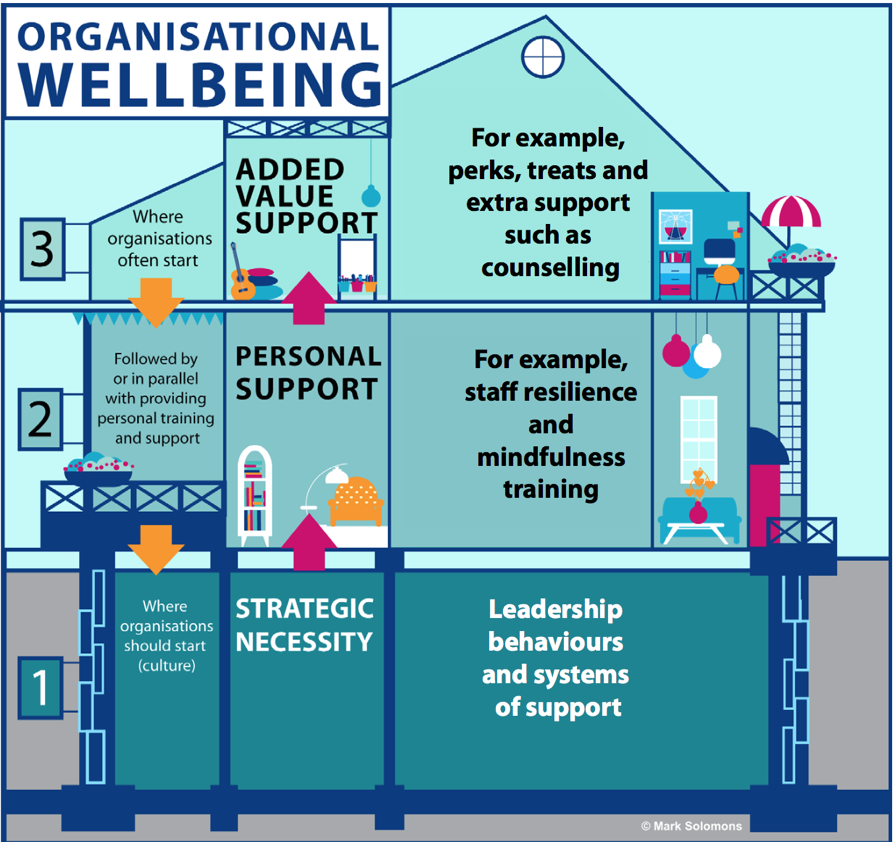 ORGANISATIONAL
WELLBEING
3
Where
organisations
often start
ADDED
VALUE
SUPPORT
For example,
perks, treats and
extra support
such as
counselling
2
Followed by
or in parallel
with providing
personal training
and support
PERSONAL
SUPPORT
For example,
staff resilience
and
mindfulness
training
1
Where
organisations
should start
(culture)
STRATEGIC
NECESSITY
Leadership
behaviours
and systems
of support
© Mark Solomons